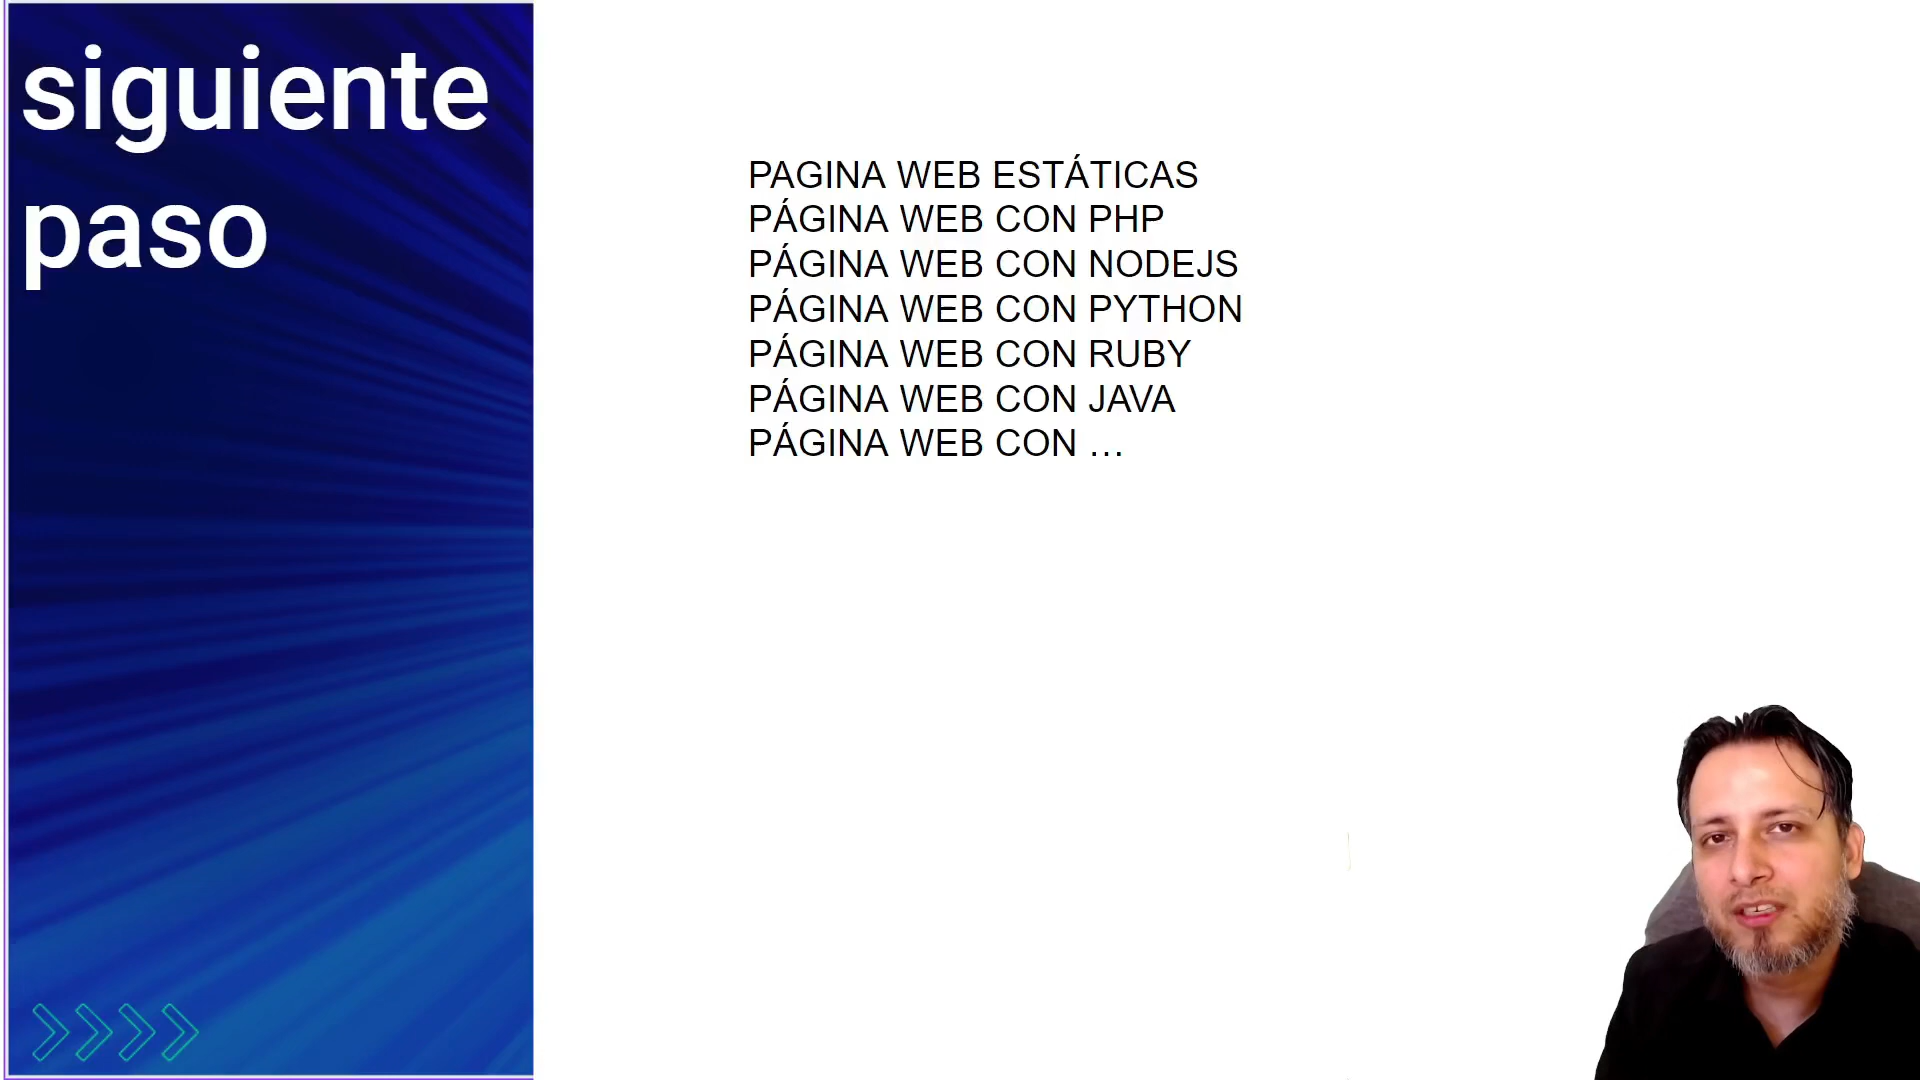 siguiente
paso
PAGINA WEB ESTÁTICAS
PÁGINA WEB CON PHP
PÁGINA WEB CON NODEJS
PÁGINA WEB CON PYTHON
PÁGINA WEB CON RUBY
PÁGINA WEB CON JAVA
PÁGINA WEB CON …